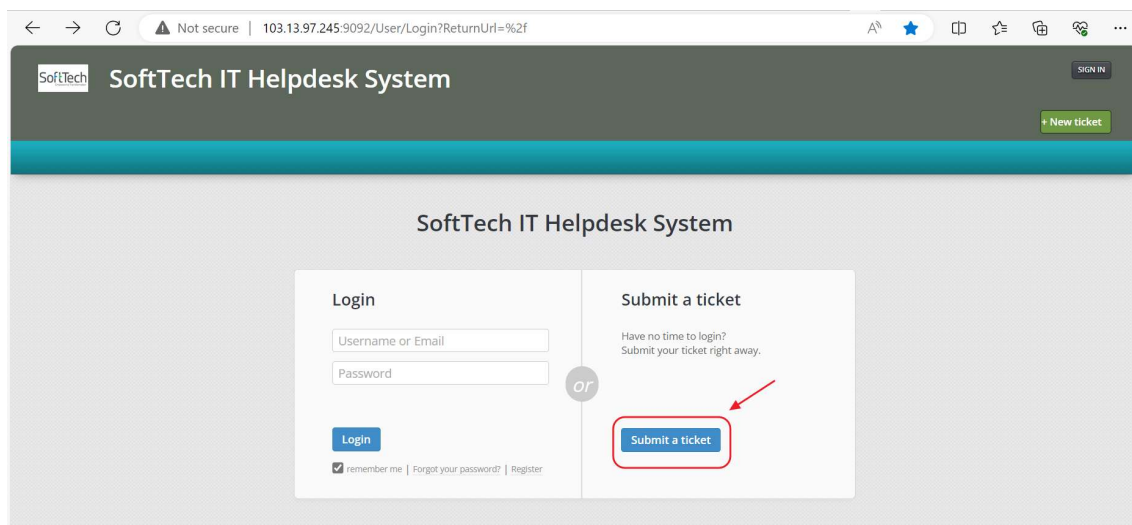 Not secure | 103.13.97.245:9092/User/Login?ReturnUrl=%2f
SoftTech
SoftTech IT Helpdesk System
SIGN IN
+ New ticket
SoftTech IT Helpdesk System
Login
Username or Email
Password
Login
remember me | Forgot your password? | Register
or
Submit a ticket
Have no time to login?
Submit your ticket right away.
Submit a ticket